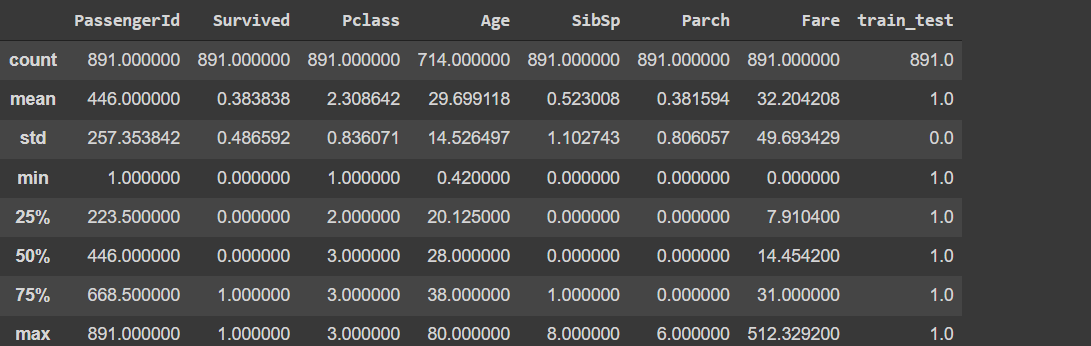 PassengerId Survived Pclass Age SibSp Parch Fare train_test
count 891.000000 891.000000 891.000000 714.000000 891.000000 891.000000 891.000000 891.0
mean 446.000000 0.383838 2.308642 29.699118 0.523008 0.381594 32.204208 1.0
std 257.353842 0.486592 0.836071 14.526497 1.102743 0.806057 49.693429 0.0
min 1.000000 0.000000 1.000000 0.420000 0.000000 0.000000 0.000000 1.0
25% 223.500000 0.000000 2.000000 20.125000 0.000000 0.000000 7.910400 1.0
50% 446.000000 0.000000 3.000000 28.000000 0.000000 0.000000 14.454200 1.0
75% 668.500000 1.000000 3.000000 38.000000 1.000000 0.000000 31.000000 1.0
max 891.000000 1.000000 3.000000 80.000000 8.000000 6.000000 512.329200 1.0